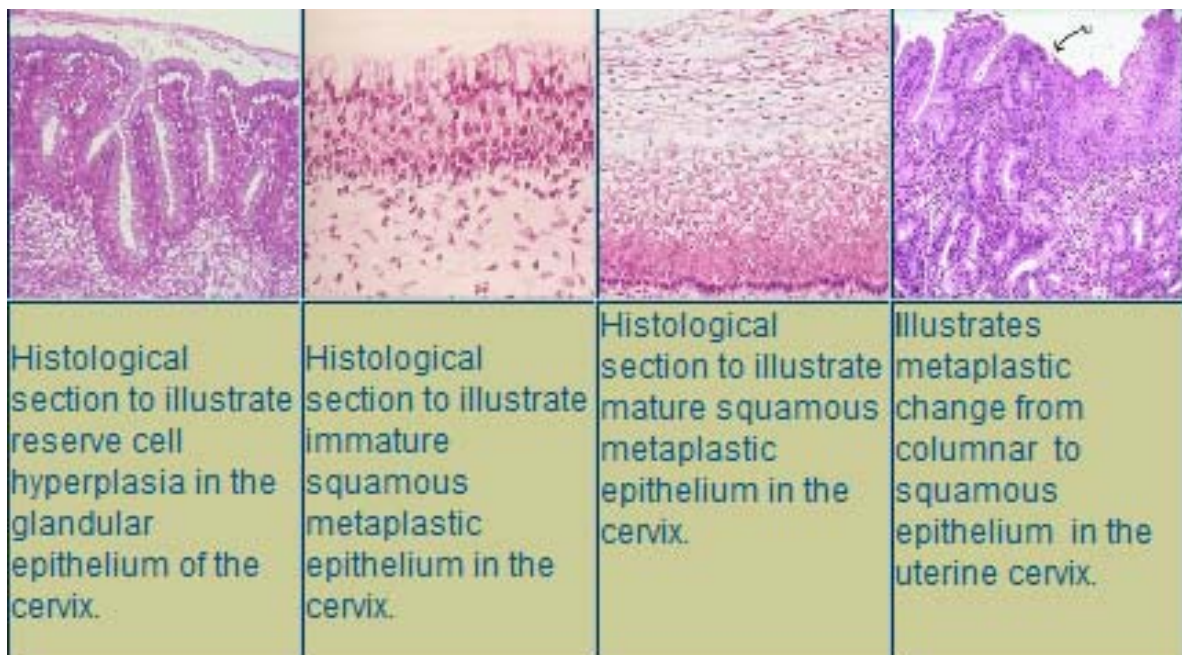 Histological
section to illustrate
reserve cell
hyperplasia in the
glandular
epithelium of the
cervix.
Histological
section to illustrate
immature
squamous
metaplastic
epithelium in the
cervix.
Histological
section to illustrate
mature squamous
metaplastic
epithelium in the
cervix.
Illustrates
metaplastic
change from
columnar to
squamous
epithelium in the
uterine cervix.